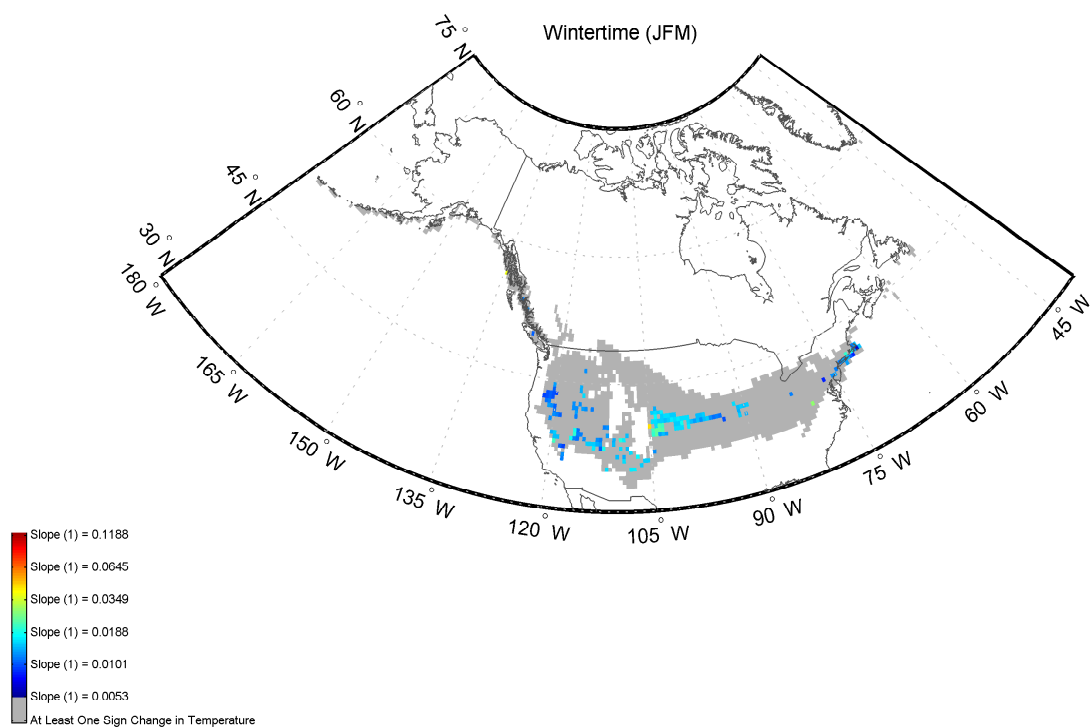 Wintertime (JFM)
75° N
60° N
45° N
30° N
180° W
165° W
150° W
135° W
120° W
105° W
90° W
75° W
60° W
45° W
Slope (1) = 0.1188
Slope (1) = 0.0645
Slope (1) = 0.0349
Slope (1) = 0.0188
Slope (1) = 0.0101
Slope (1) = 0.0053
At Least One Sign Change in Temperature